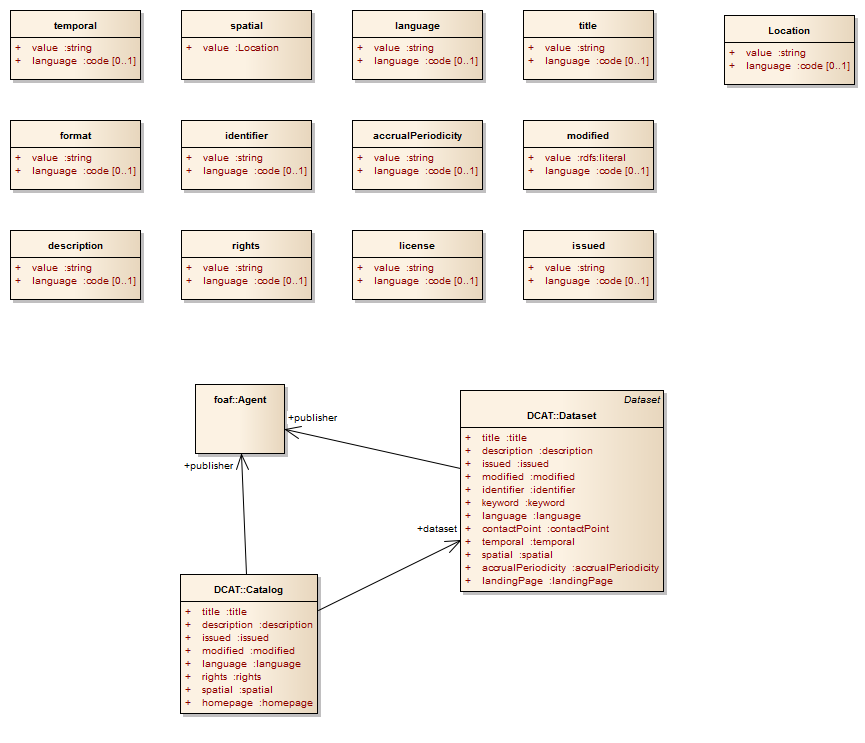 temporal
+ value :string
+ language :code [0..1]
spatial
+ value :Location
language
+ value :string
+ language :code [0..1]
title
+ value :string
+ language :code [0..1]
Location
+ value :string
+ language :code [0..1]
format
+ value :string
+ language :code [0..1]
identifier
+ value :string
+ language :code [0..1]
accrualPeriodicity
+ value :string
+ language :code [0..1]
modified
+ value :rdfs:literal
+ language :code [0..1]
description
+ value :string
+ language :code [0..1]
rights
+ value :string
+ language :code [0..1]
license
+ value :string
+ language :code [0..1]
issued
+ value :string
+ language :code [0..1]
foaf::Agent
+publisher
+publisher
Dataset
DCAT::Dataset
+ title :title
+ description :description
+ issued :issued
+ modified :modified
+ identifier :identifier
+ keyword :keyword
+ language :language
+ contactPoint :contactPoint
+ temporal :temporal
+ spatial :spatial
+ accrualPeriodicity :accrualPeriodicity
+ landingPage :landingPage
+dataset
DCAT::Catalog
+ title :title
+ description :description
+ issued :issued
+ modified :modified
+ language :language
+ rights :rights
+ spatial :spatial
+ homepage :homepage